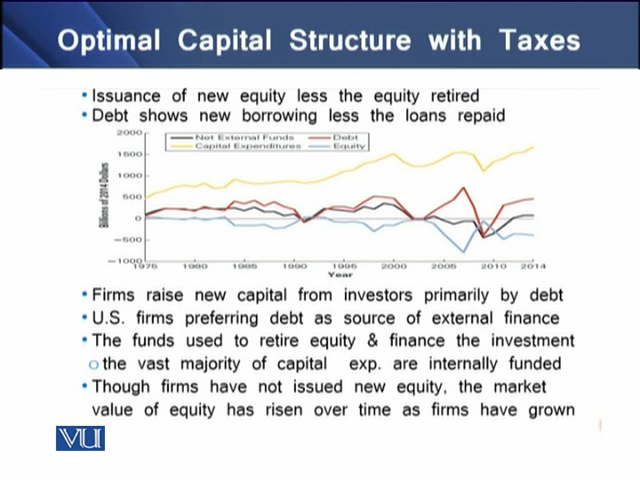 Optimal Capital Structure with Taxes
• Issuance of new equity less the equity retired
• Debt shows new borrowing less the loans repaid
2000
1500
1000
500
0
−500
−1000
Billions of 2014 Dollars
Net External Funds
Debt
Capital Expenditures
Equity
1975 1980 1985 1990 1995 2000 2005 2010 2014
Year
• Firms raise new capital from investors primarily by debt
• U.S. firms preferring debt as source of external finance
• The funds used to retire equity & finance the investment
o the vast majority of capital exp. are internally funded
• Though firms have not issued new equity, the market
value of equity has risen over time as firms have grown
VU